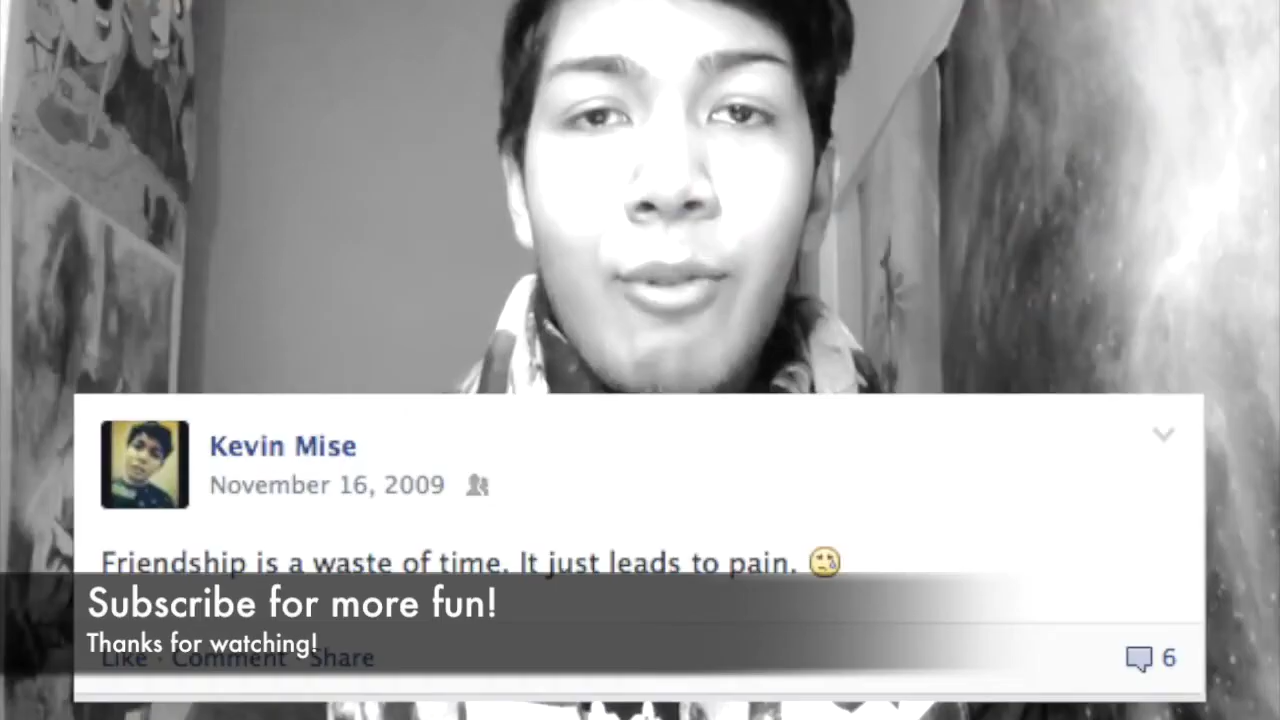 Kevin Mise
November 16, 2009
Friendship is a waste of time. It just leads to pain.
Subscribe for more fun!
Thanks for watching!
Like · Comment · Share
6